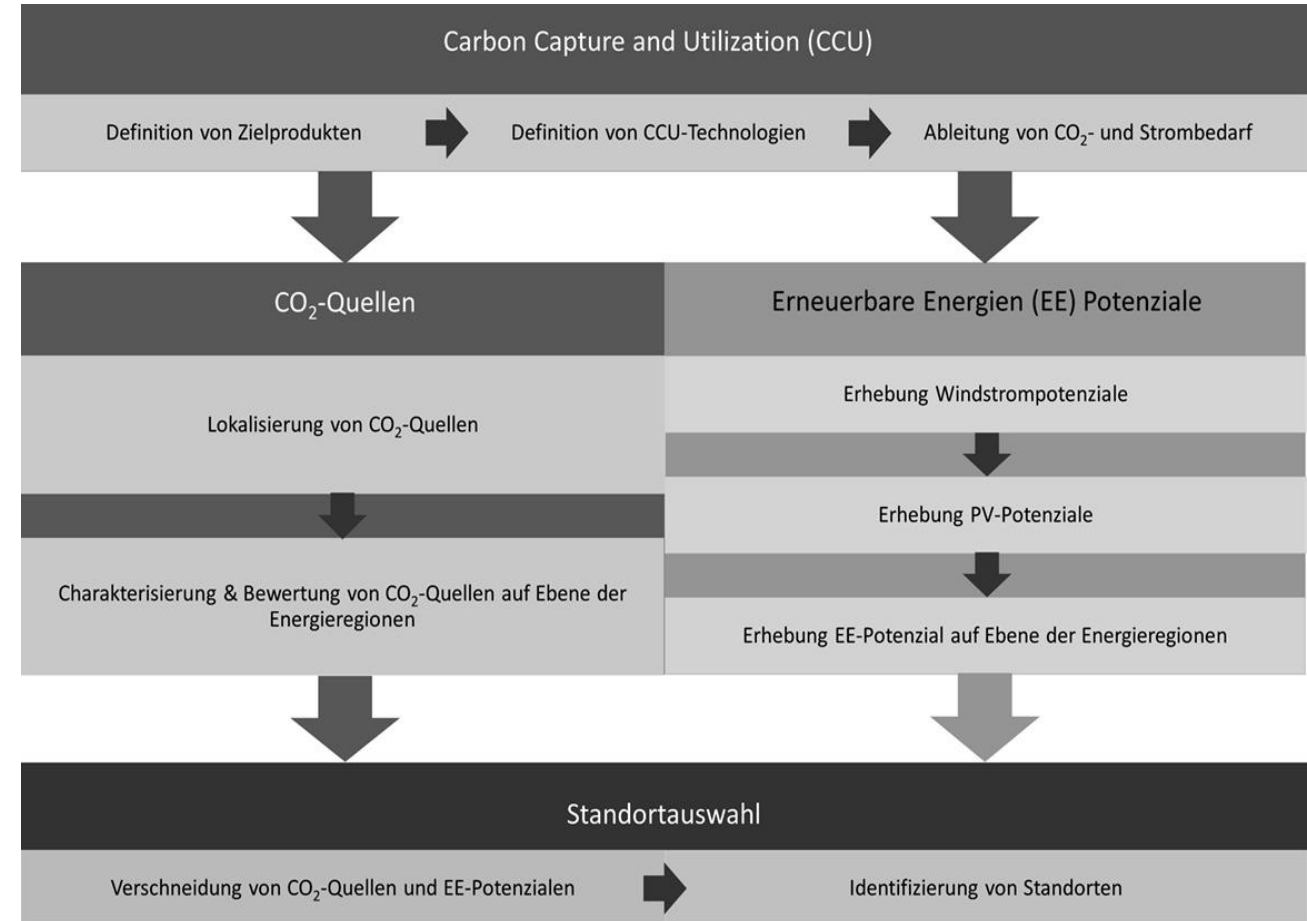 Carbon Capture and Utilization (CCU)
Definition von Zielprodukten
Definition von CCU-Technologien
Ableitung von CO₂- und Strombedarf
CO₂-Quellen
Lokalisierung von CO₂-Quellen
Charakterisierung & Bewertung von CO₂-Quellen auf Ebene der
Energieregionen
Erneuerbare Energien (EE) Potenziale
Erhebung Windstrompotenziale
Erhebung PV-Potenziale
Erhebung EE-Potenzial auf Ebene der Energieregionen
Standortauswahl
Verschneidung von CO₂-Quellen und EE-Potenzialen
Identifizierung von Standorten